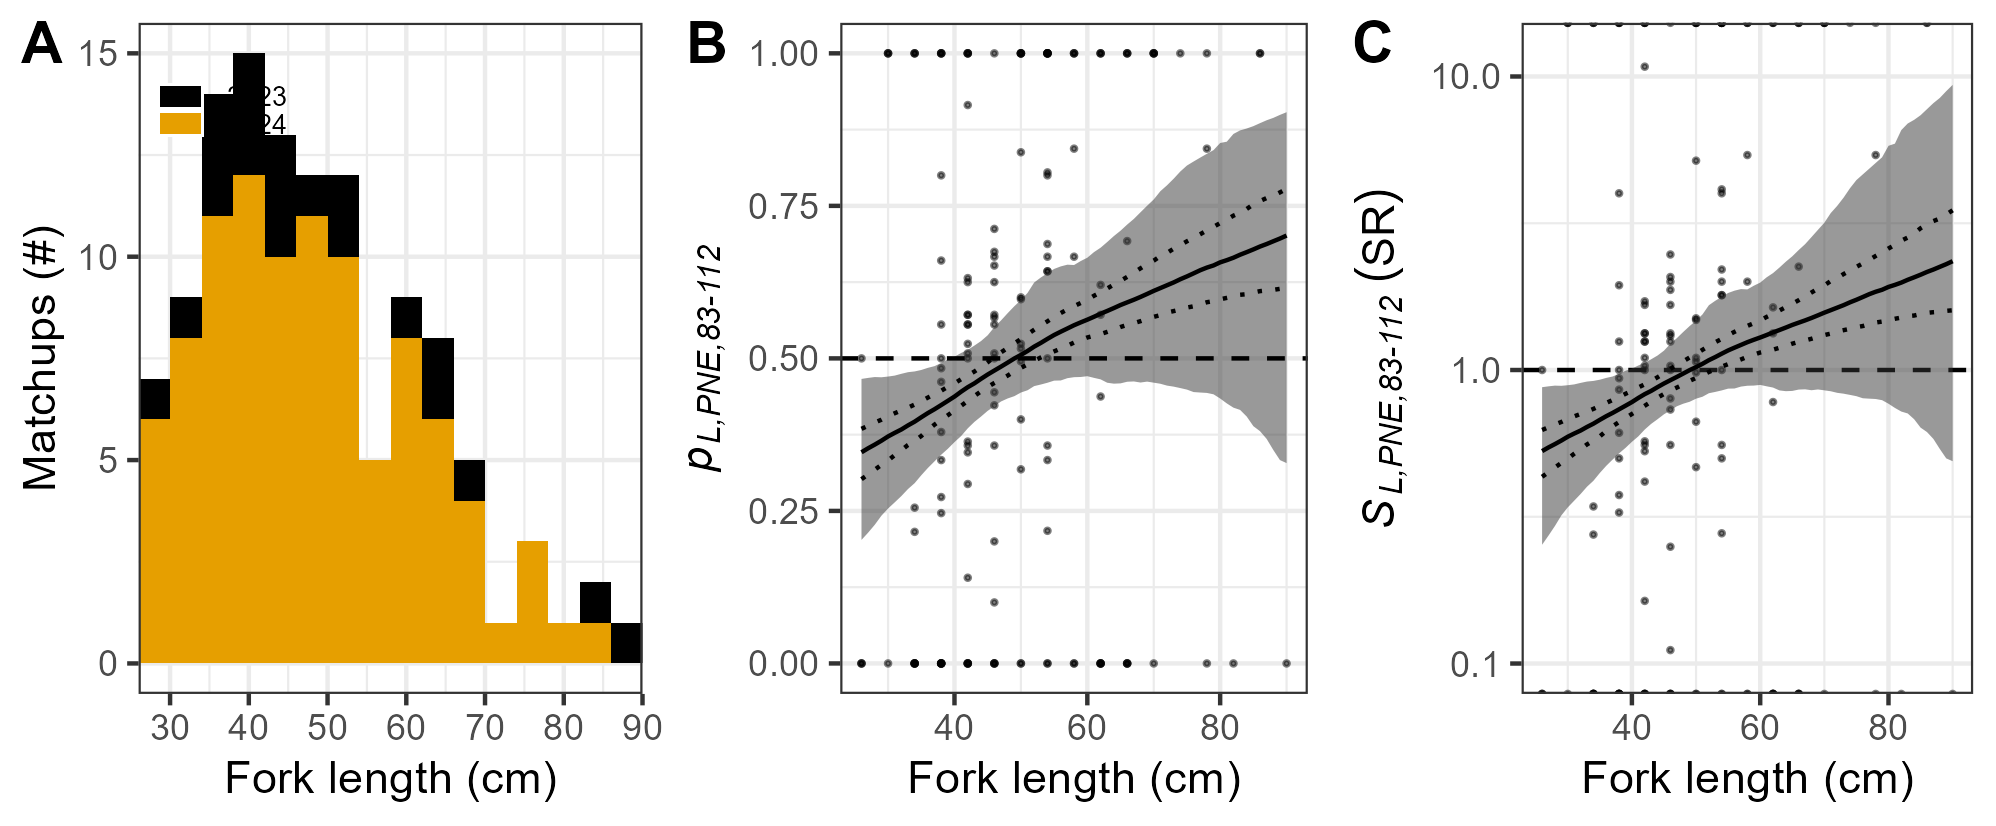 A
Matchups (#)
15
10
5
0
23
24
30 40 50 60 70 80 90
Fork length (cm)
B
p L,PNE,83-112
1.00
0.75
0.50
0.25
0.00
40 60 80
Fork length (cm)
C
S L,PNE,83-112 (SR)
10.0
1.0
0.1
40 60 80
Fork length (cm)